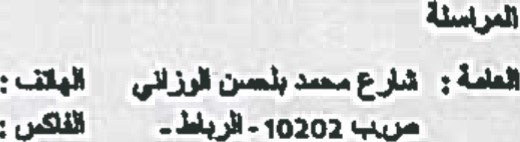 المراسلة
العامة : شارع محمد بلحسن الوزاني الهاتف :
ص.ب 10202 - الرباط - الفاكس :